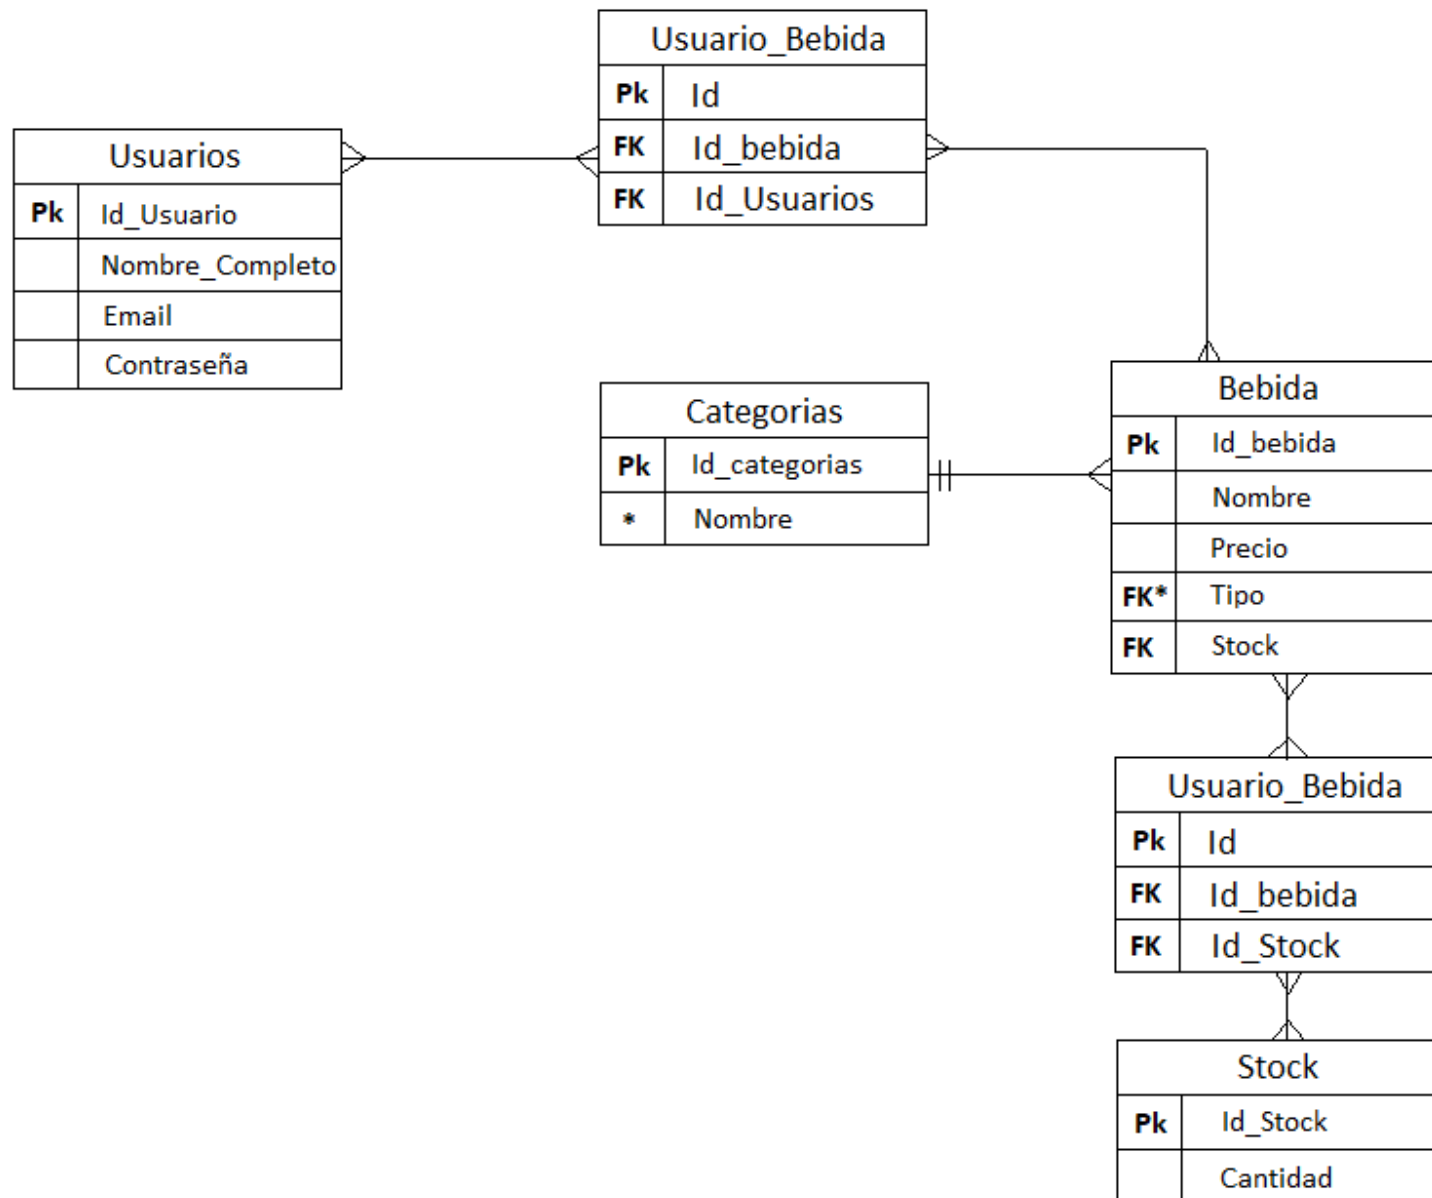 Usuario_Bebida
Pk Id
FK Id_bebida
FK Id_Usuarios
Usuarios
Pk Id_Usuario
Nombre_Completo
Email
Contraseña
Categorias
Pk Id_categorias
* Nombre
Bebida
Pk Id_bebida
Nombre
Precio
FK* Tipo
FK Stock
Usuario_Bebida
Pk Id
FK Id_bebida
FK Id_Stock
Stock
Pk Id_Stock
Cantidad